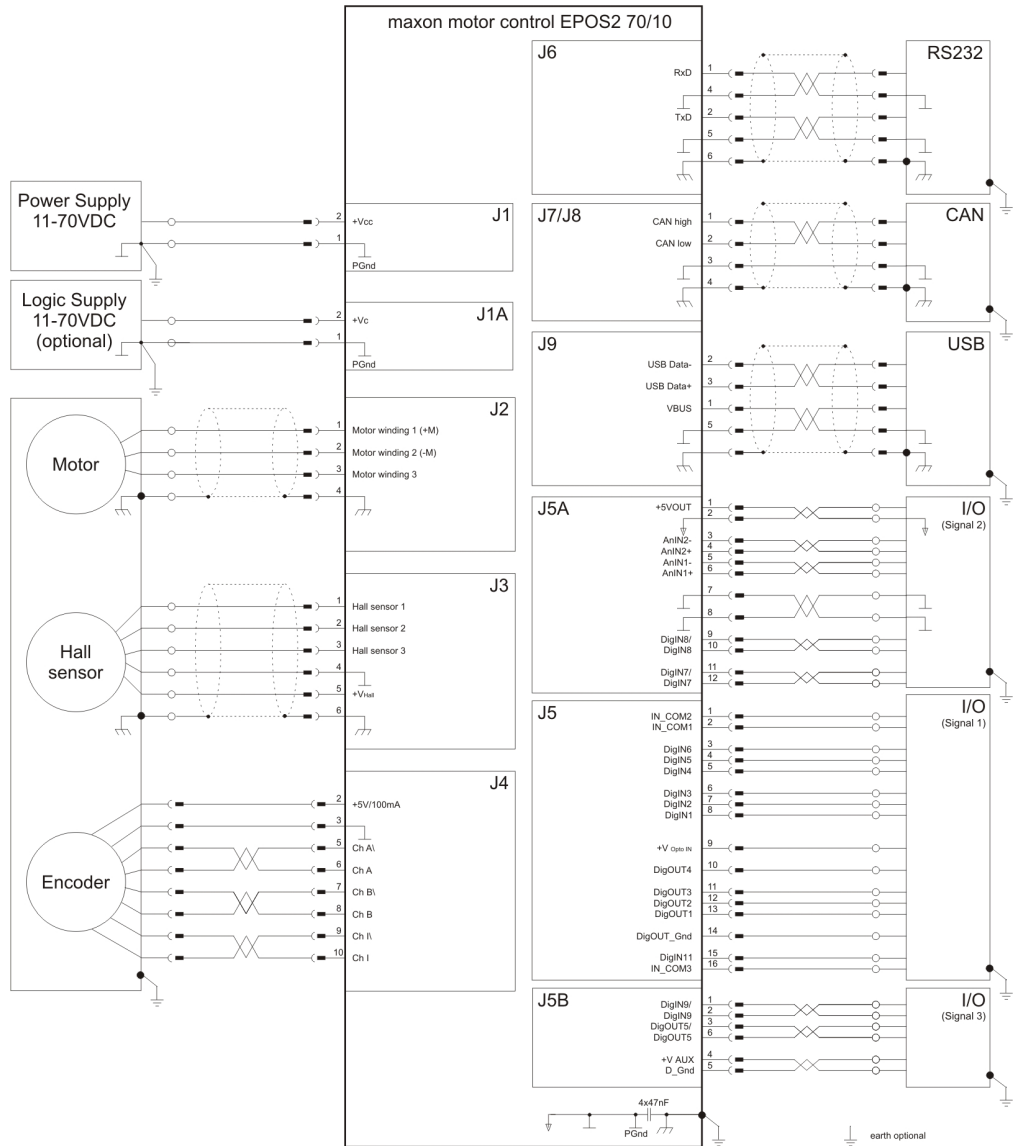 maxon motor control EPOS2 70/10
Power Supply
11-70VDC
2
+Vcc
1
PGnd
J1
Logic Supply
11-70VDC
(optional)
2
+Vc
1
PGnd
J1A
Motor
J2
1
Motor winding 1 (+M)
2
Motor winding 2 (-M)
3
Motor winding 3
4
Hall
sensor
J3
1
Hall sensor 1
2
Hall sensor 2
3
Hall sensor 3
4
5
+VHall
6
Encoder
J4
2
+5V/100mA
3
5
Ch A\
6
Ch A
7
Ch B\
8
Ch B
9
Ch I\
10
Ch I
J6
RS232
RxD 1
4
TxD 2
5
6
J7/J8
CAN
CAN high 1
CAN low 2
3
4
J9
USB
USB Data- 2
USB Data+ 3
VBUS 1
5
J5A
I/O
(Signal 2)
+5VOUT 1
2
AnIN2- 3
AnIN2+ 4
AnIN1- 5
AnIN1+ 6
7
8
DigIN8/ 9
DigIN8 10
DigIN7/ 11
DigIN7 12
J5
I/O
(Signal 1)
IN_COM2 1
IN_COM1 2
DigIN6 3
DigIN5 4
DigIN4 5
DigIN3 6
DigIN2 7
DigIN1 8
+V Opto IN 9
DigOUT4 10
DigOUT3 11
DigOUT2 12
DigOUT1 13
DigOUT_Gnd 14
DigIN11 15
IN_COM3 16
J5B
I/O
(Signal 3)
DigIN9/ 1
DigIN9 2
DigOUT5/ 3
DigOUT5 6
+V AUX 4
D_Gnd 5
4x47nF
PGnd
earth optional